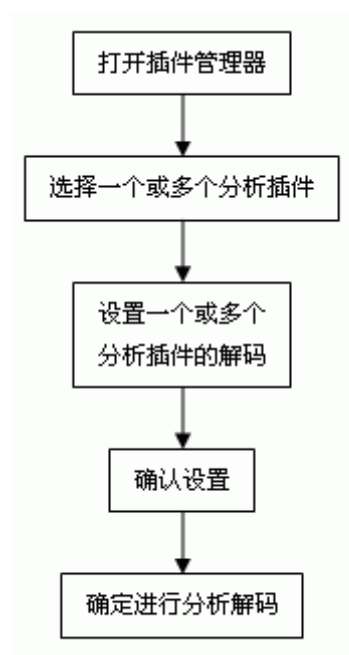 打开插件管理器
选择一个或多个分析插件
设置一个或多个
分析插件的解码
确认设置
确定进行分析解码